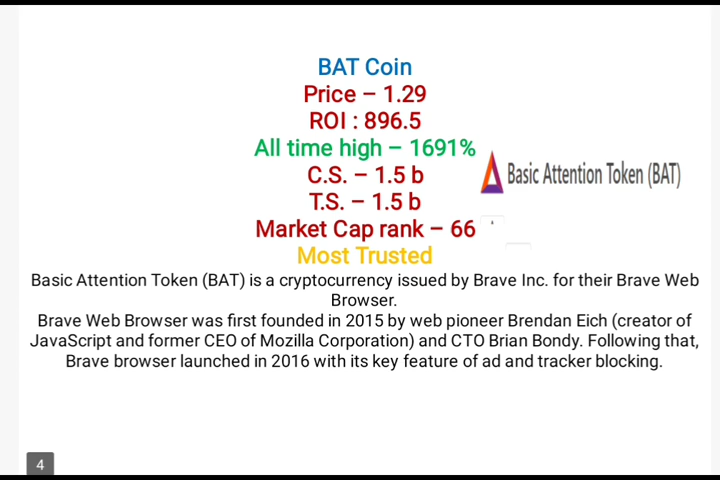 BAT Coin
Price – 1.29
ROI : 896.5
All time high – 1691%
C.S. – 1.5 b
Basic Attention Token (BAT)
T.S. – 1.5 b
Market Cap rank – 66
Most Trusted
Basic Attention Token (BAT) is a cryptocurrency issued by Brave Inc. for their Brave Web
Browser.
Brave Web Browser was first founded in 2015 by web pioneer Brendan Eich (creator of
JavaScript and former CEO of Mozilla Corporation) and CTO Brian Bondy. Following that,
Brave browser launched in 2016 with its key feature of ad and tracker blocking.
4